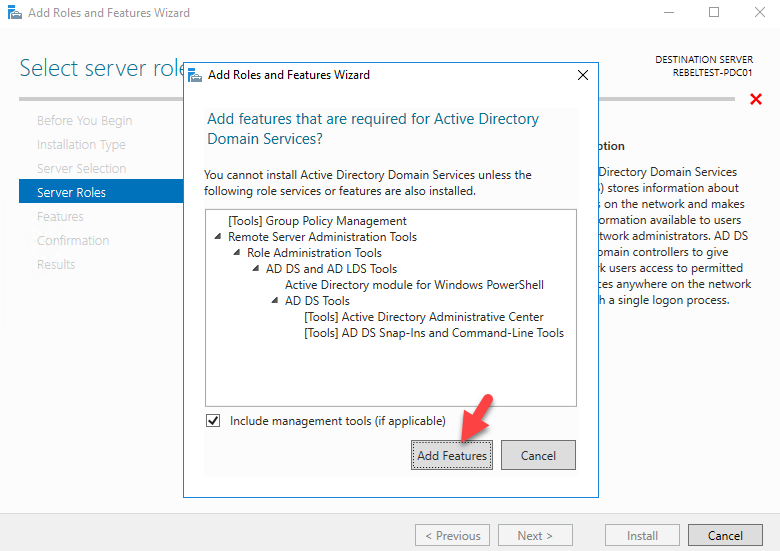 Add Roles and Features Wizard
Select server role
DESTINATION SERVER
REBELTEST-PDC01
Before You Begin
Installation Type
Server Selection
Server Roles
Features
Confirmation
Results
Add Roles and Features Wizard
Add features that are required for Active Directory
Domain Services?
You cannot install Active Directory Domain Services unless the
following role services or features are also installed.
[Tools] Group Policy Management
Remote Server Administration Tools
Role Administration Tools
AD DS and AD LDS Tools
Active Directory module for Windows PowerShell
AD DS Tools
[Tools] Active Directory Administrative Center
[Tools] AD DS Snap-Ins and Command-Line Tools
Include management tools (if applicable)
Add Features
Cancel
ption
Directory Domain Services
) stores information about
s on the network and makes
formation available to users
twork administrators. AD DS
omain controllers to give
rk users access to permitted
ces anywhere on the network
h a single logon process.
< Previous
Next >
Install
Cancel